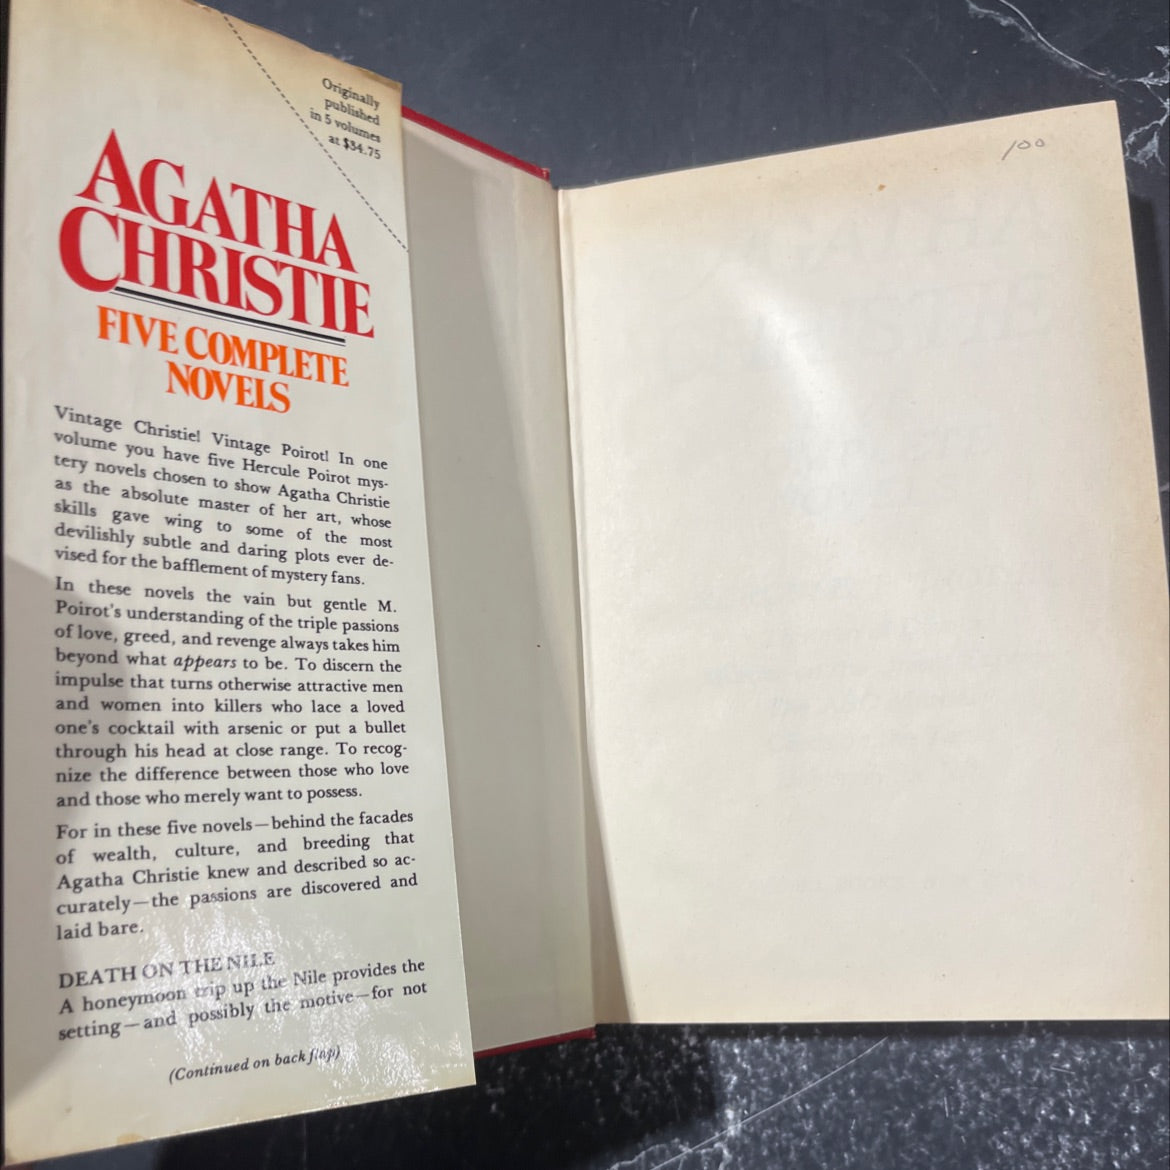 Originally
published
in 5 volumes
at $34.75
AGATHA
CHRISTIE
FIVE COMPLETE
NOVELS
Vintage Christie! Vintage Poirot! In one
volume you have five Hercule Poirot mys-
tery novels chosen to show Agatha Christie
as the absolute master of her art, whose
skills gave wing to some of the most
devilishly subtle and daring plots ever de-
vised for the bafflement of mystery fans.
In these novels the vain but gentle M.
Poirot's understanding of the triple passions
of love, greed, and revenge always takes him
beyond what appears to be. To discern the
impulse that turns otherwise attractive men
and women into killers who lace a loved
one's cocktail with arsenic or put a bullet
through his head at close range. To recog-
nize the difference between those who love
and those who merely want to possess.
For in these five novels—behind the facades
of wealth, culture, and breeding that
Agatha Christie knew and described so ac-
curately—the passions are discovered and
laid bare.
DEATH ON THE NILE
A honeymoon trip up the Nile provides the
setting—and possibly the motive—for not
(Continued on back flap)
100